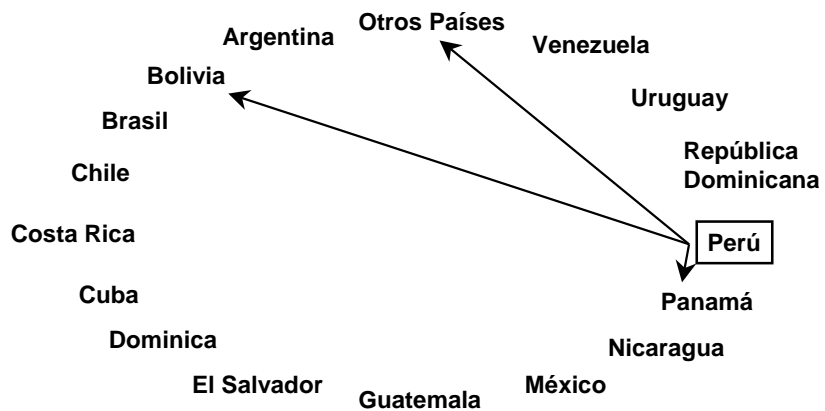 Otros Países
Argentina
Venezuela
Bolivia
Uruguay
Brasil
República
Dominicana
Chile
Costa Rica
Perú
Cuba
Panamá
Dominica
Nicaragua
El Salvador
México
Guatemala